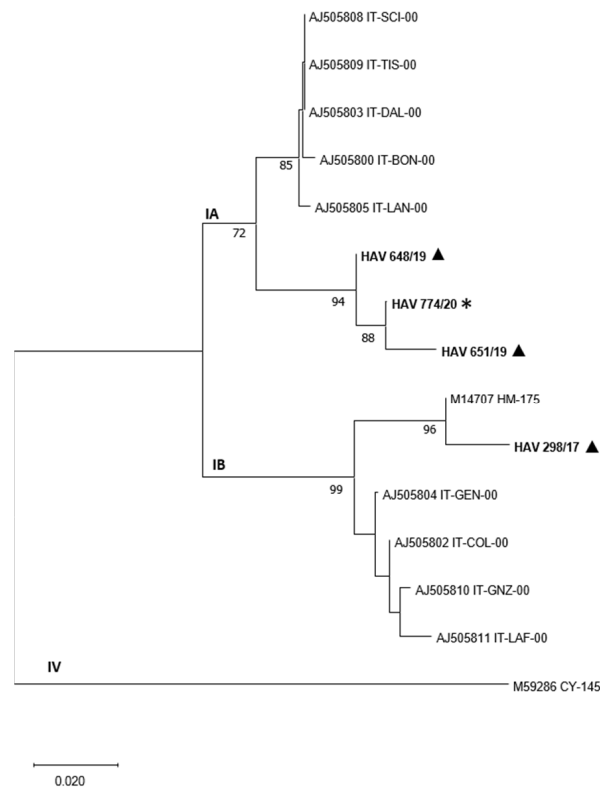 AJ505808 IT-SCI-00
AJ505809 IT-TIS-00
AJ505803 IT-DAL-00
AJ505800 IT-BON-00
85
AJ505805 IT-LAN-00
IA
72
HAV 648/19 ▲
94
HAV 774/20 *
88
HAV 651/19 ▲
M14707 HM-175
96
HAV 298/17 ▲
IB
99
AJ505804 IT-GEN-00
AJ505802 IT-COL-00
AJ505810 IT-GNZ-00
AJ505811 IT-LAF-00
IV
M59286 CY-145
0.020